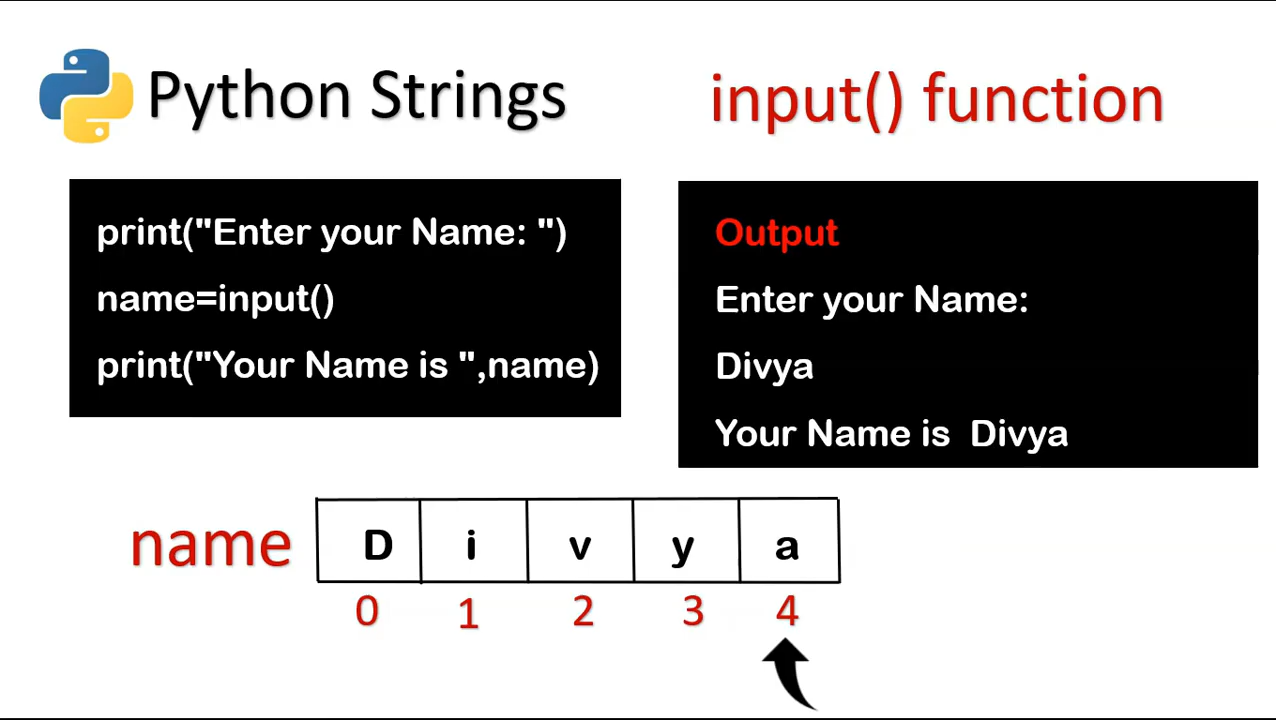 Python Strings
input() function
print("Enter your Name: ")
name=input()
print("Your Name is ",name)
Output
Enter your Name:
Divya
Your Name is  Divya
name D i v y a
0 1 2 3 4